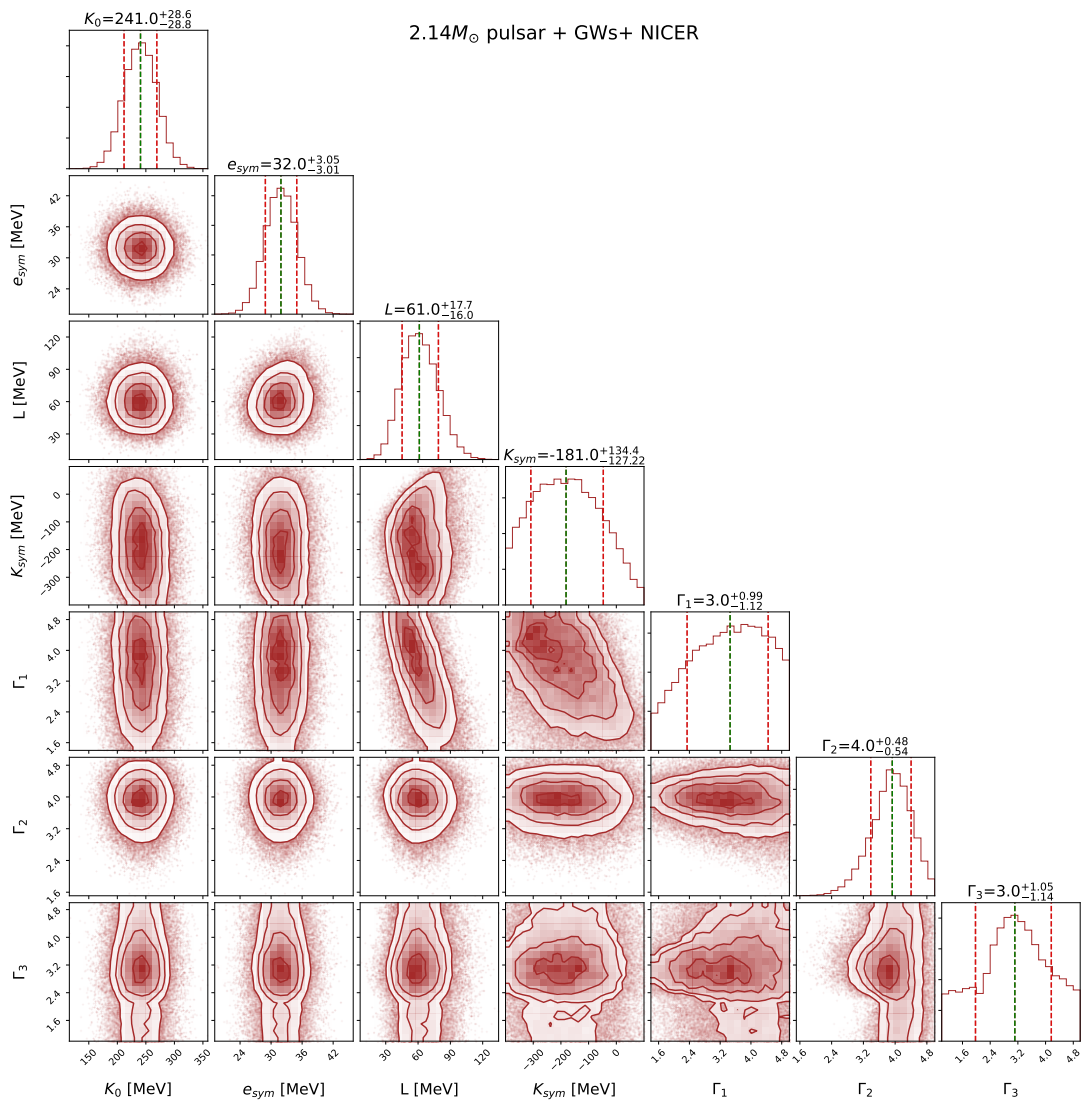 K₀=241.0+28.6−28.8
2.14M⊙ pulsar + GWs+ NICER
e_sym=32.0+3.05−3.01
42
36
30
24
e_sym [MeV]
L=61.0+17.7−16.0
120
90
60
30
L [MeV]
K_sym=-181.0+134.4−127.22
0
−100
−200
−300
K_sym [MeV]
Γ₁=3.0+0.99−1.12
4.8
4.0
3.2
2.4
1.6
Γ₁
Γ₂=4.0+0.48−0.54
4.8
4.0
3.2
2.4
1.6
Γ₂
Γ₃=3.0+1.05−1.14
4.8
4.0
3.2
2.4
1.6
Γ₃
150 200 250 300 350 24 30 36 42 30 60 90 120 −300 −200 −100 0 1.6 2.4 3.2 4.0 4.8 1.6 2.4 3.2 4.0 4.8 1.6 2.4 3.2 4.0 4.8
K₀ [MeV] e_sym [MeV] L [MeV] K_sym [MeV] Γ₁ Γ₂ Γ₃